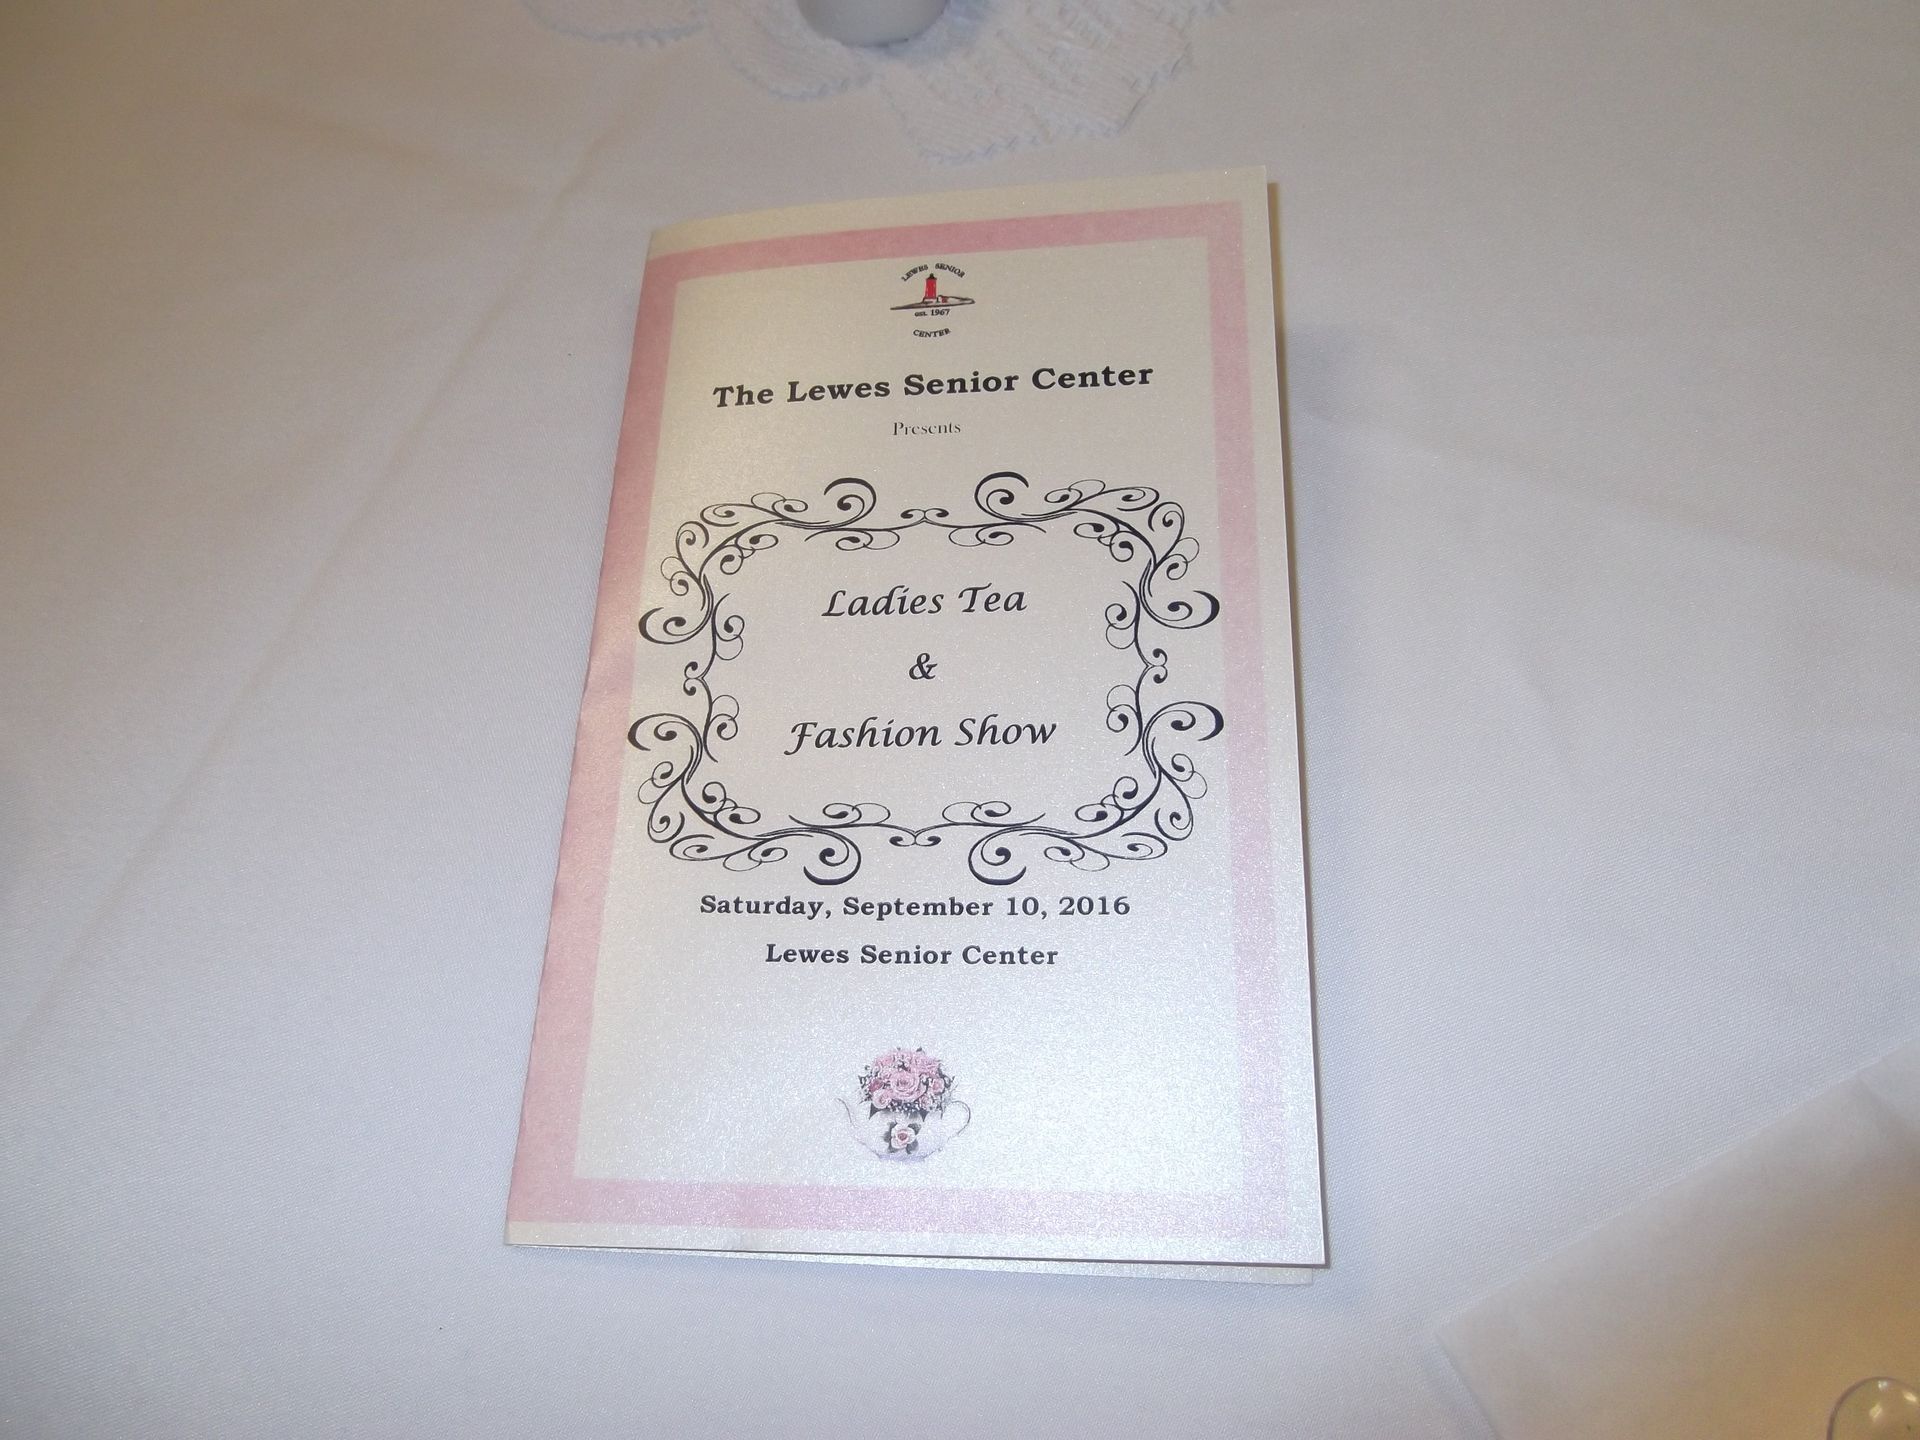 LEWES SENIOR
est. 1967
CENTER
The Lewes Senior Center
Presents
Ladies Tea
&
Fashion Show
Saturday, September 10, 2016
Lewes Senior Center